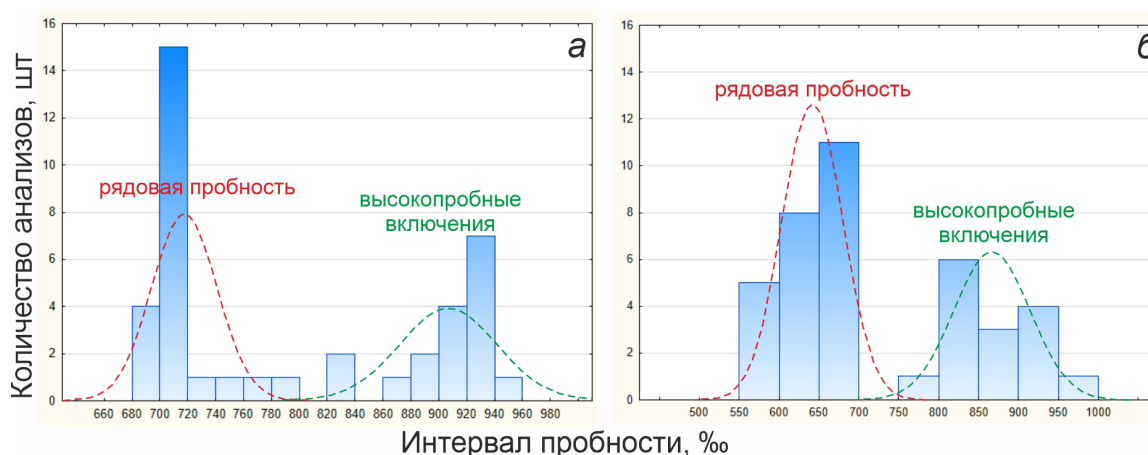 Количество анализов, шт
16
14
12
10
8
6
4
2
0
а
рядовая пробность
высокопробные
включения
660 680 700 720 740 760 780 800 820 840 860 880 900 920 940 960 980
16
14
12
10
8
6
4
2
0
б
рядовая пробность
высокопробные
включения
500 550 600 650 700 750 800 850 900 950 1000
Интервал пробности, ‰